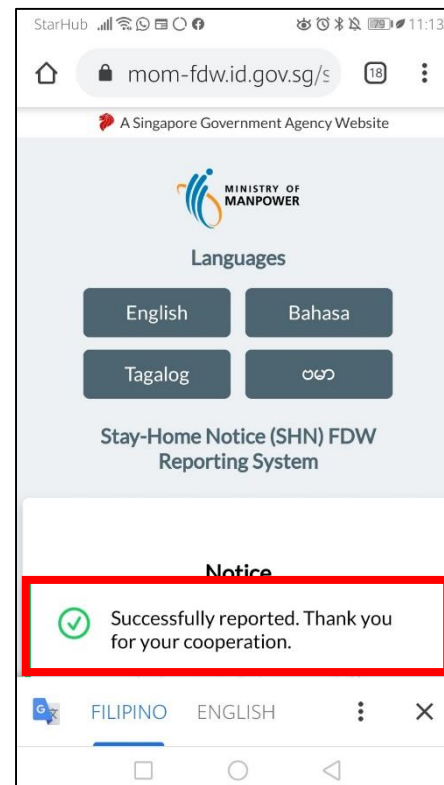 StarHub 79 11:13
mom-fdw.id.gov.sg/s 18
A Singapore Government Agency Website
MINISTRY OF
MANPOWER
Languages
English Bahasa
Tagalog ဗမာ
Stay-Home Notice (SHN) FDW
Reporting System
Notice
Successfully reported. Thank you
for your cooperation.
FILIPINO ENGLISH